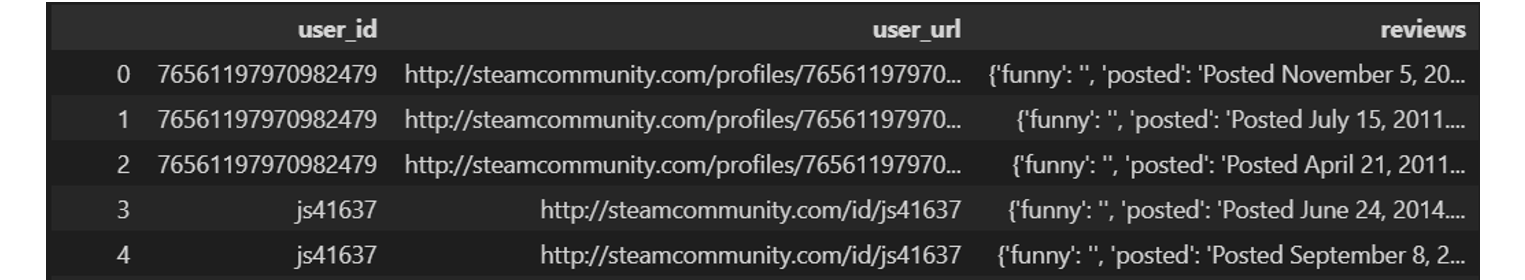 user_id user_url reviews
0 76561197970982479 http://steamcommunity.com/profiles/76561197970... {'funny': '', 'posted': 'Posted November 5, 20...
1 76561197970982479 http://steamcommunity.com/profiles/76561197970... {'funny': '', 'posted': 'Posted July 15, 2011....
2 76561197970982479 http://steamcommunity.com/profiles/76561197970... {'funny': '', 'posted': 'Posted April 21, 2011...
3 js41637 http://steamcommunity.com/id/js41637 {'funny': '', 'posted': 'Posted June 24, 2014....
4 js41637 http://steamcommunity.com/id/js41637 {'funny': '', 'posted': 'Posted September 8, 2...